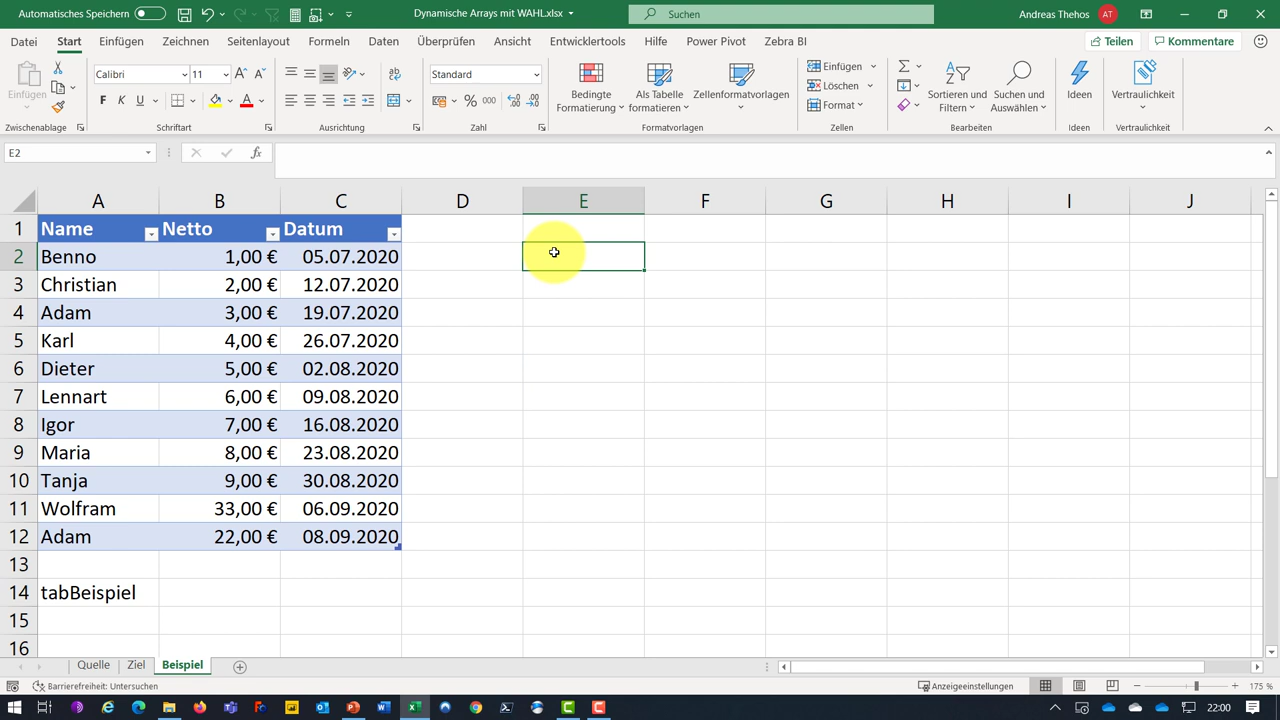 Automatisches Speichern
Dynamische Arrays mit WAHL.xlsx
Suchen
Andreas Thehos
AT
Datei Start Einfügen Zeichnen Seitenlayout Formeln Daten Überprüfen Ansicht Entwicklertools Hilfe Power Pivot Zebra BI
Teilen
Kommentare
Einfügen
Calibri 11
F K U
Standard
% 000
Bedingte Formatierung
Als Tabelle formatieren
Zellenformatvorlagen
Einfügen
Löschen
Format
Sortieren und Filtern
Suchen und Auswählen
Ideen
Vertraulichkeit
Zwischenablage Schriftart Ausrichtung Zahl Formatvorlagen Zellen Bearbeiten Ideen Vertraulichkeit
E2
fx
A B C D E F G H I J
1 Name Netto Datum
2 Benno 1,00 € 05.07.2020
3 Christian 2,00 € 12.07.2020
4 Adam 3,00 € 19.07.2020
5 Karl 4,00 € 26.07.2020
6 Dieter 5,00 € 02.08.2020
7 Lennart 6,00 € 09.08.2020
8 Igor 7,00 € 16.08.2020
9 Maria 8,00 € 23.08.2020
10 Tanja 9,00 € 30.08.2020
11 Wolfram 33,00 € 06.09.2020
12 Adam 22,00 € 08.09.2020
13
14 tabBeispiel
15
16
Quelle Ziel Beispiel
Barrierefreiheit: Untersuchen
Anzeigeeinstellungen
175 %
22:00